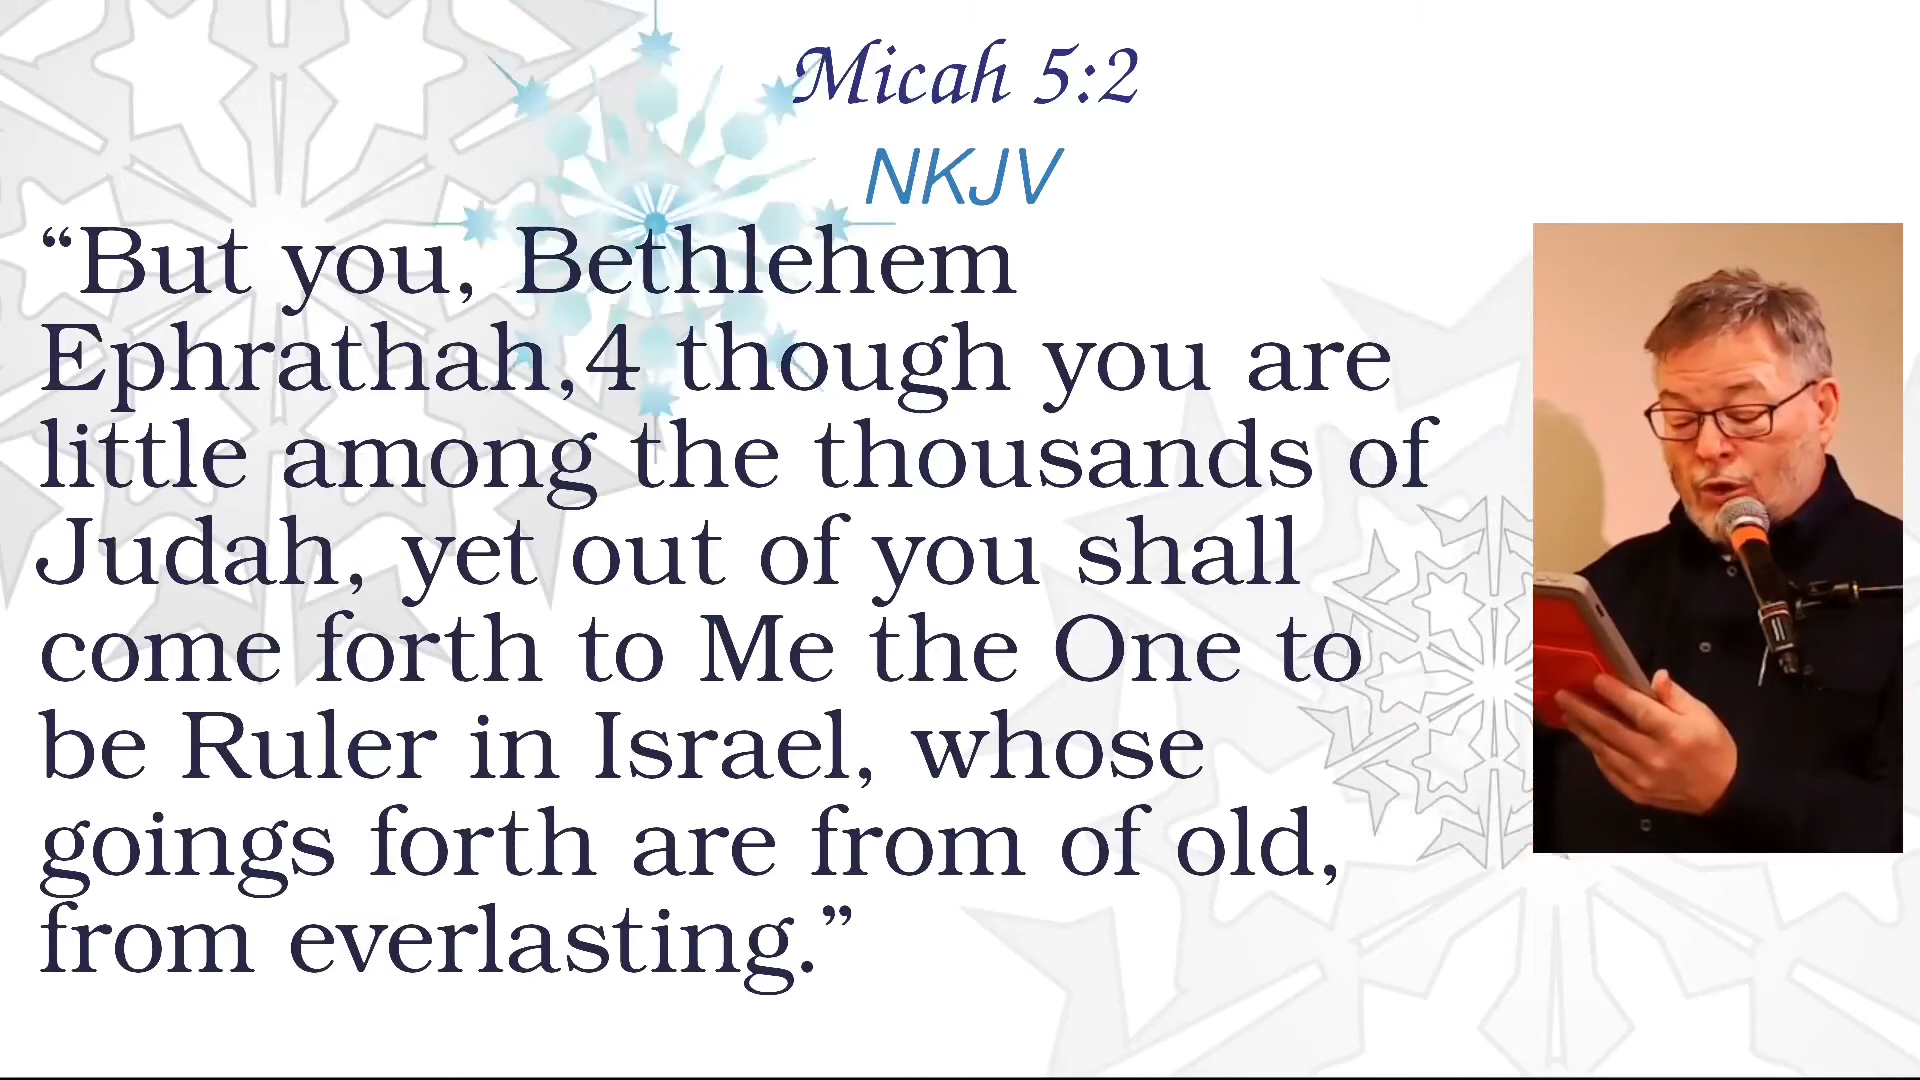 Micah 5:2
NKJV
“But you, Bethlehem
Ephrathah,4 though you are
little among the thousands of
Judah, yet out of you shall
come forth to Me the One to
be Ruler in Israel, whose
goings forth are from of old,
from everlasting.”